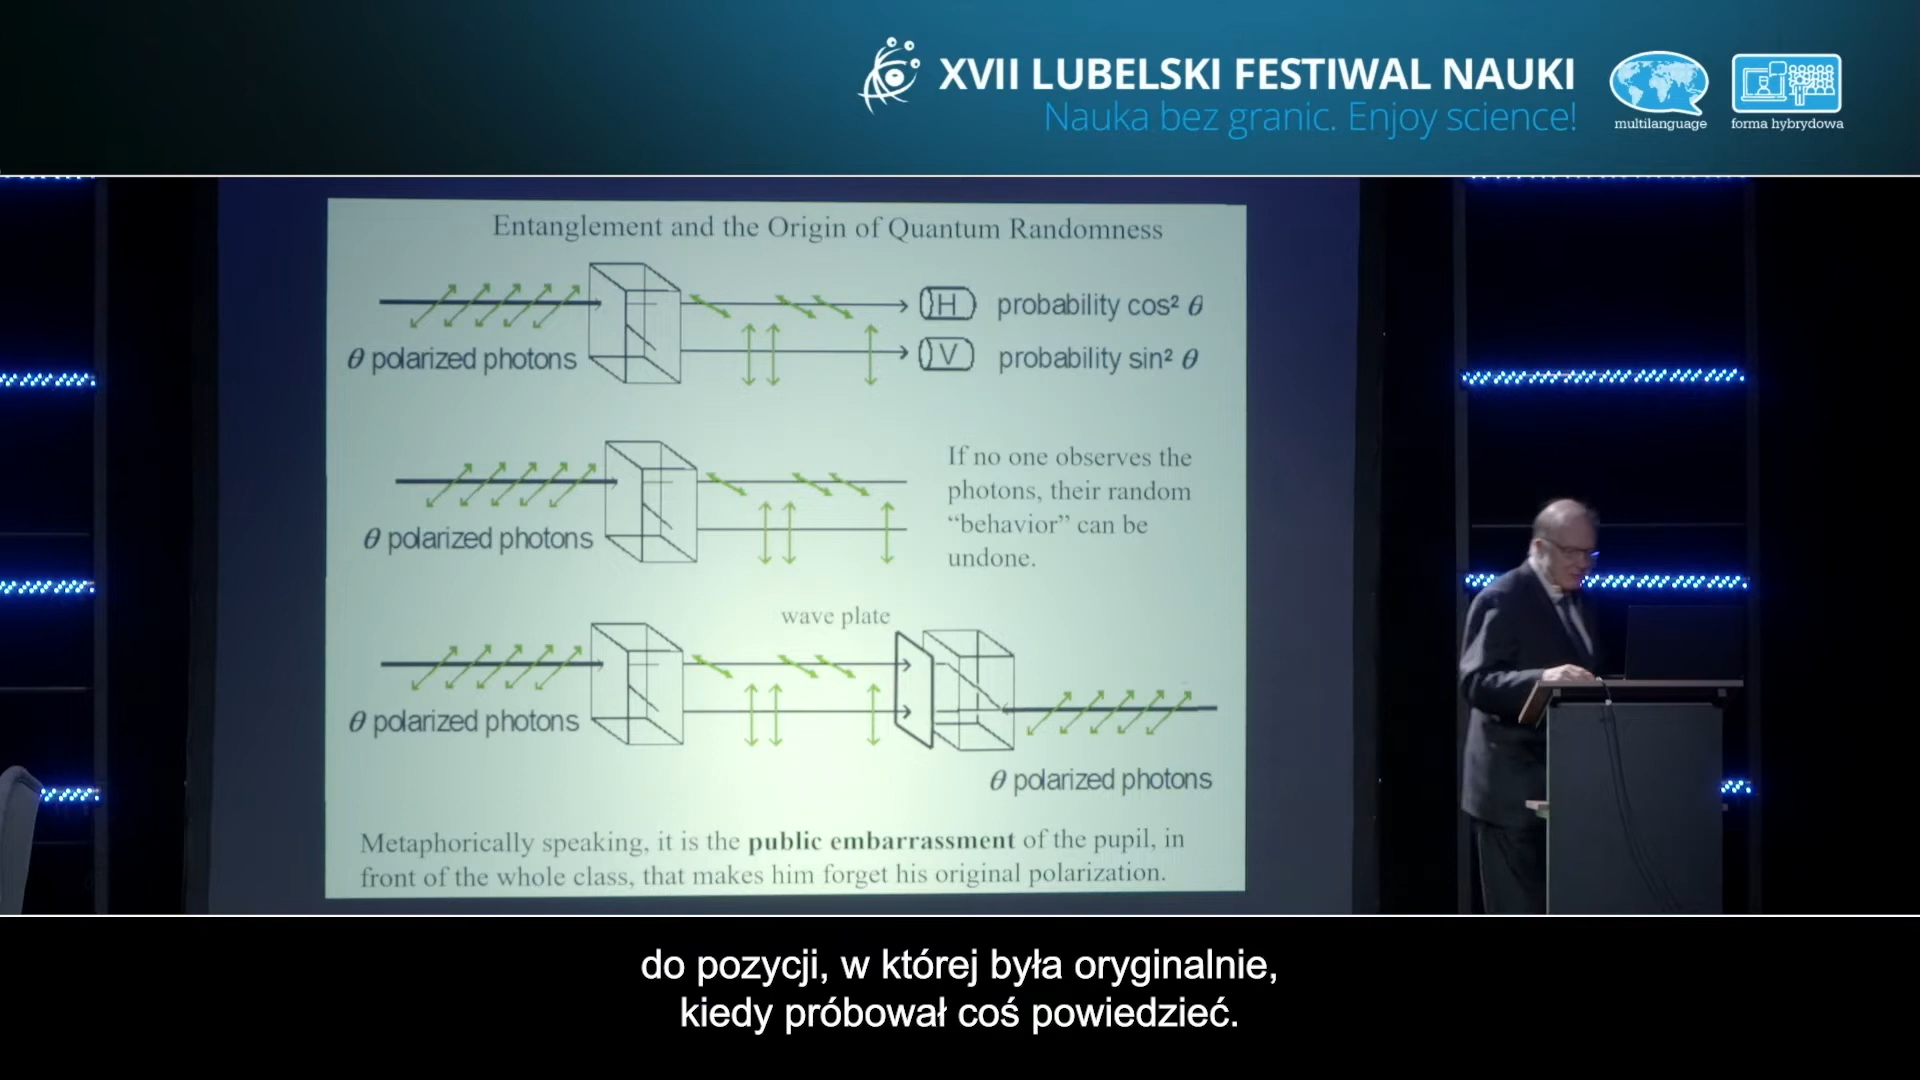 XVII LUBELSKI FESTIWAL NAUKI
Nauka bez granic. Enjoy science!
multilanguage
forma hybrydowa
Entanglement and the Origin of Quantum Randomness
H
probability cos² θ
θ polarized photons
V
probability sin² θ
If no one observes the
photons, their random
“behavior” can be
undone.
θ polarized photons
wave plate
θ polarized photons
θ polarized photons
Metaphorically speaking, it is the public embarrassment of the pupil, in
front of the whole class, that makes him forget his original polarization.
do pozycji, w której była oryginalnie,
kiedy próbował coś powiedzieć.